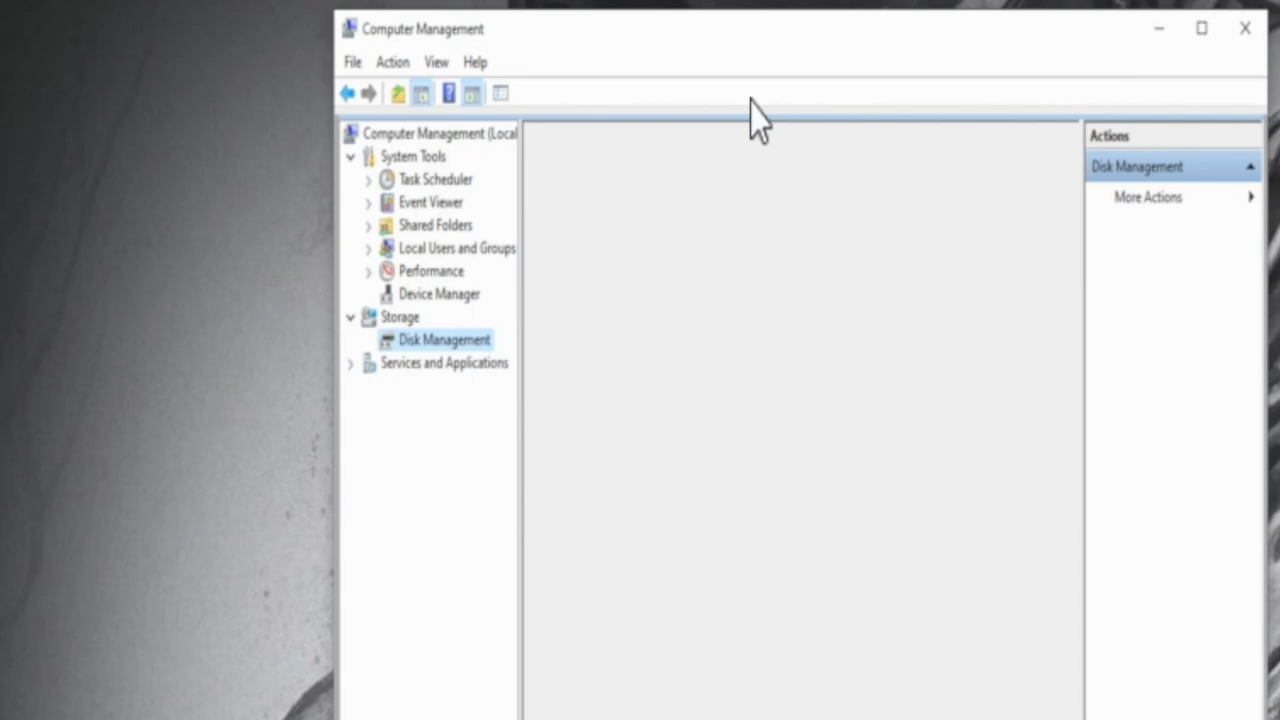 Computer Management
File Action View Help
Computer Management (Local
System Tools
Task Scheduler
Event Viewer
Shared Folders
Local Users and Groups
Performance
Device Manager
Storage
Disk Management
Services and Applications
Actions
Disk Management
More Actions